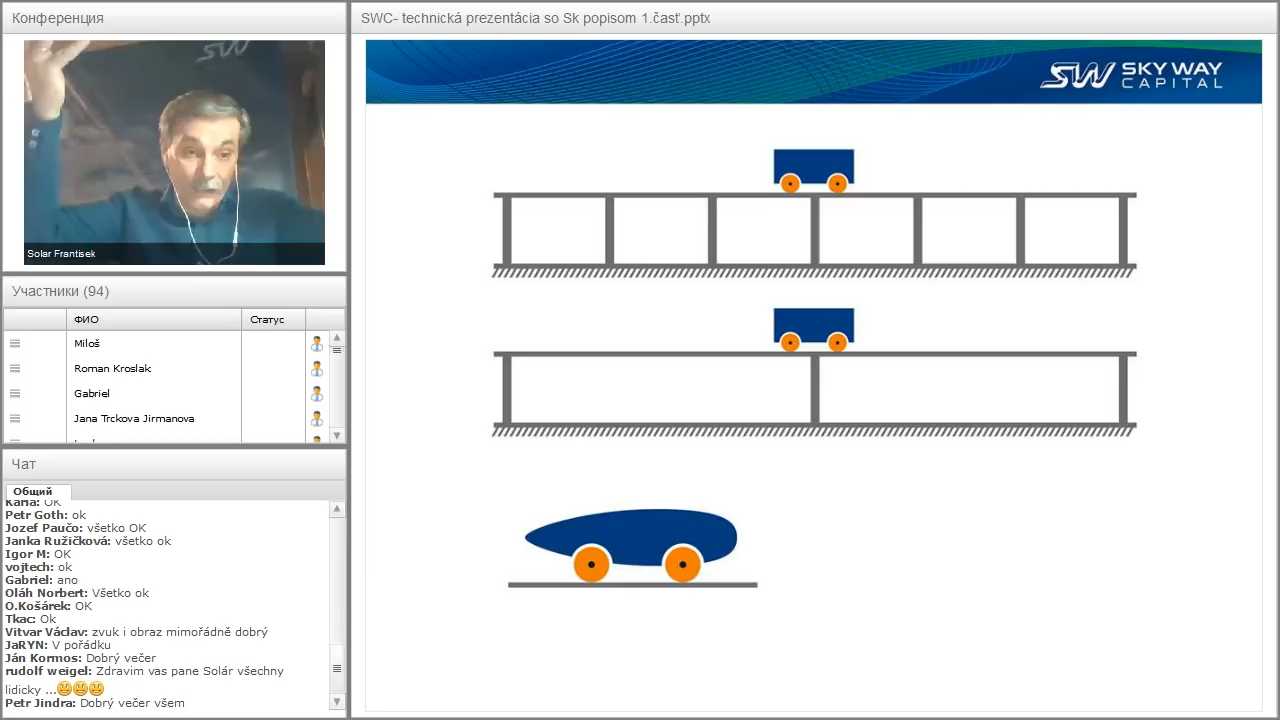 Конференция
SW
Solar Frantisek
Участники (94)
ФИО
Статус
Miloš
Roman Kroslak
Gabriel
Jana Trckova Jirmanova
Чат
Общий
Karla: OK
Petr Goth: ok
Jozef Paučo: všetko OK
Janka Ružičková: všetko ok
Igor M: OK
vojtech: ok
Gabriel: ano
Oláh Norbert: Všetko ok
O.Košárek: OK
Tkac: Ok
Vitvar Václav: zvuk i obraz mimořádně dobrý
JaRYN: V pořádku
Ján Kormos: Dobrý večer
rudolf weigel: Zdravim vas pane Solár všechny
lidicky ...
Petr Jindra: Dobrý večer všem
SWC- technická prezentácia so Sk popisom 1.časť.pptx
SW SKY WAY
CAPITAL